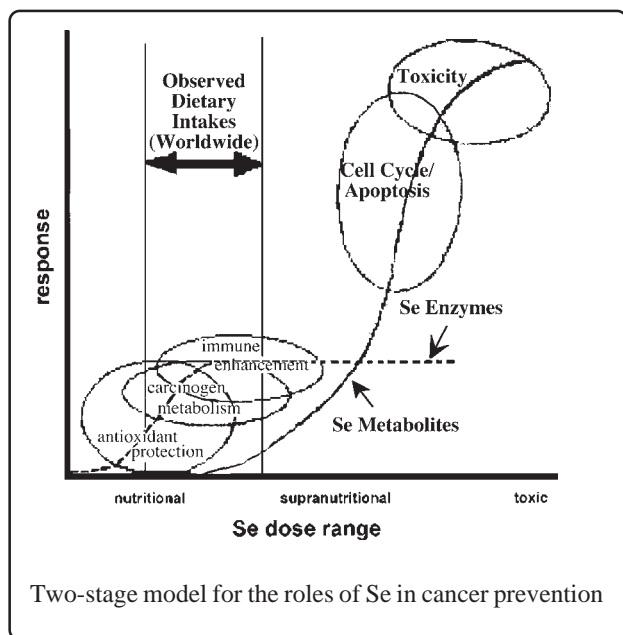 Observed
Dietary
Intakes
(Worldwide)
Toxicity
Cell Cycle/
Apoptosis
response
Se Enzymes
immune
enhancement
carcinogen
metabolism
Se Metabolites
antioxidant
protection
nutritional supranutritional toxic
Se dose range
Two-stage model for the roles of Se in cancer prevention